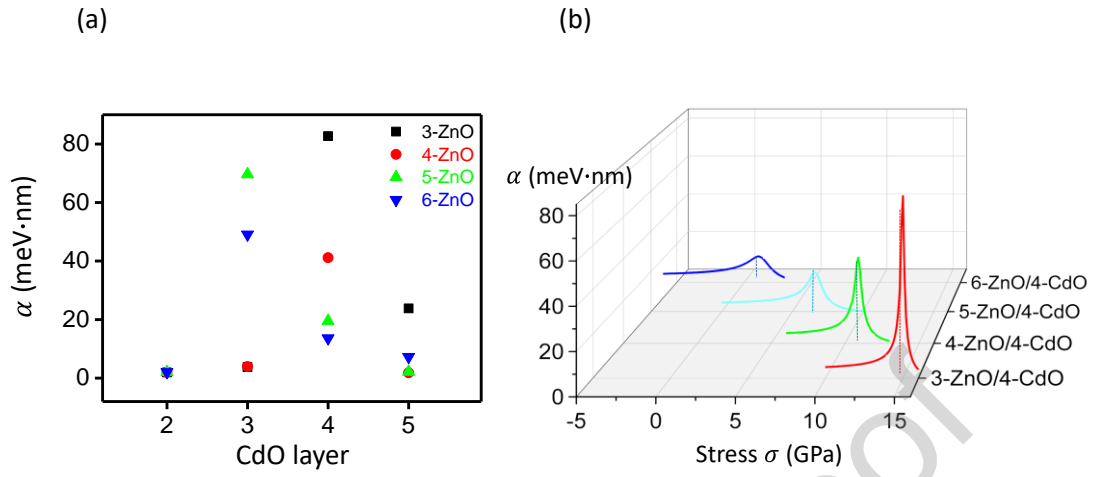 (a)
(b)
80
60
40
20
0
2
3
4
5
α (meV·nm)
CdO layer
3-ZnO
4-ZnO
5-ZnO
6-ZnO
α (meV·nm)
80
60
40
20
0
-5
0
5
10
15
Stress σ (GPa)
6-ZnO/4-CdO
5-ZnO/4-CdO
4-ZnO/4-CdO
3-ZnO/4-CdO